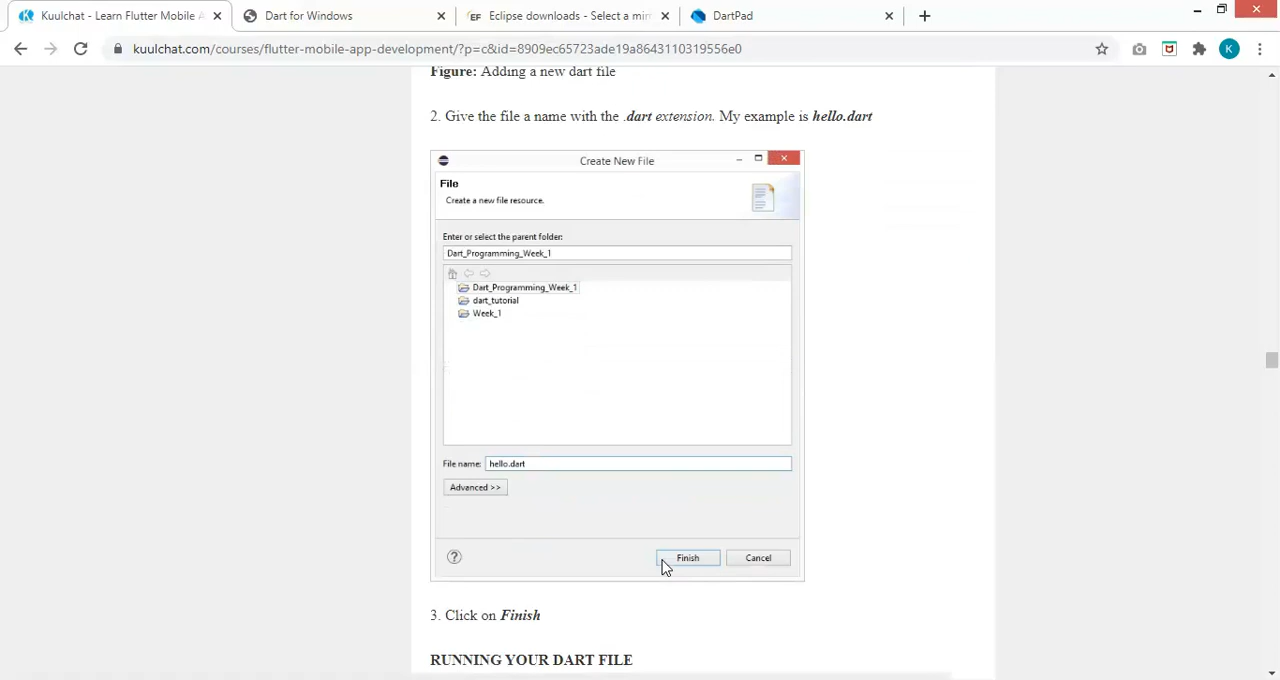 Kuulchat - Learn Flutter Mobile A
Dart for Windows
Eclipse downloads - Select a mir
DartPad
kuulchat.com/courses/flutter-mobile-app-development/?p=c&id=8909ec65723ade19a86431103195556e0
K
Figure: Adding a new dart file
2. Give the file a name with the .dart extension. My example is hello.dart
Create New File
File
Create a new file resource.
Enter or select the parent folder:
Dart_Programming_Week_1
Dart_Programming_Week_1
dart_tutorial
Week_1
File name: hello.dart
Advanced >>
?
Finish
Cancel
3. Click on Finish
RUNNING YOUR DART FILE